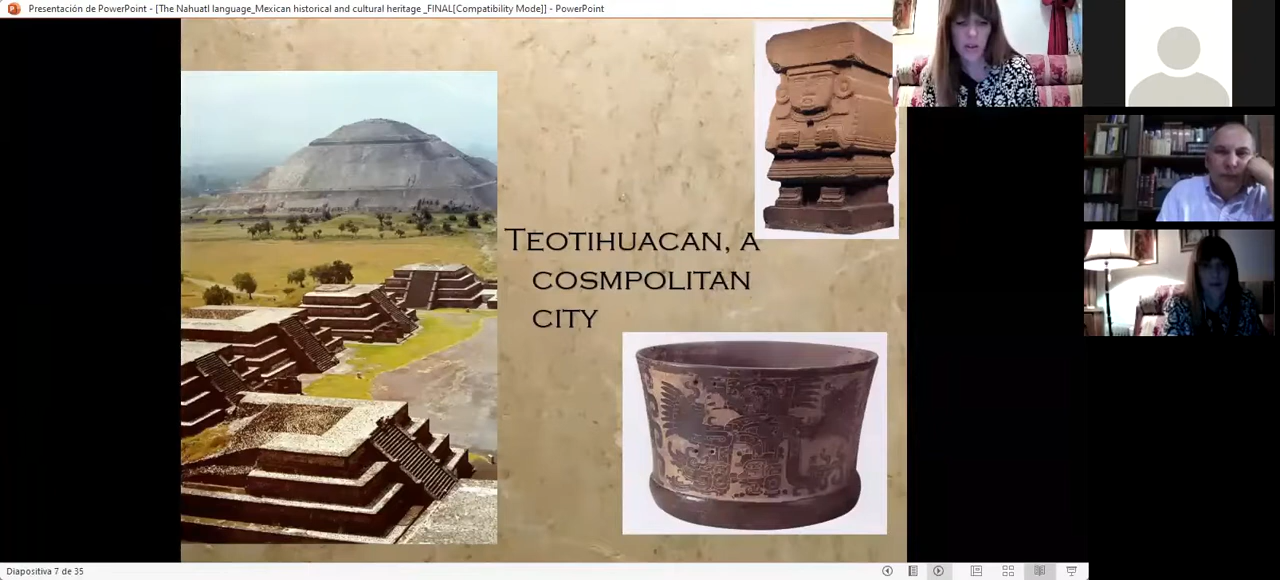 Presentación de PowerPoint - [The Nahuatl language_Mexican historical and cultural heritage _FINAL[Compatibility Mode]] - PowerPoint
TEOTIHUACAN, A
COSMPOLITAN
CITY
Diapositiva 7 de 35